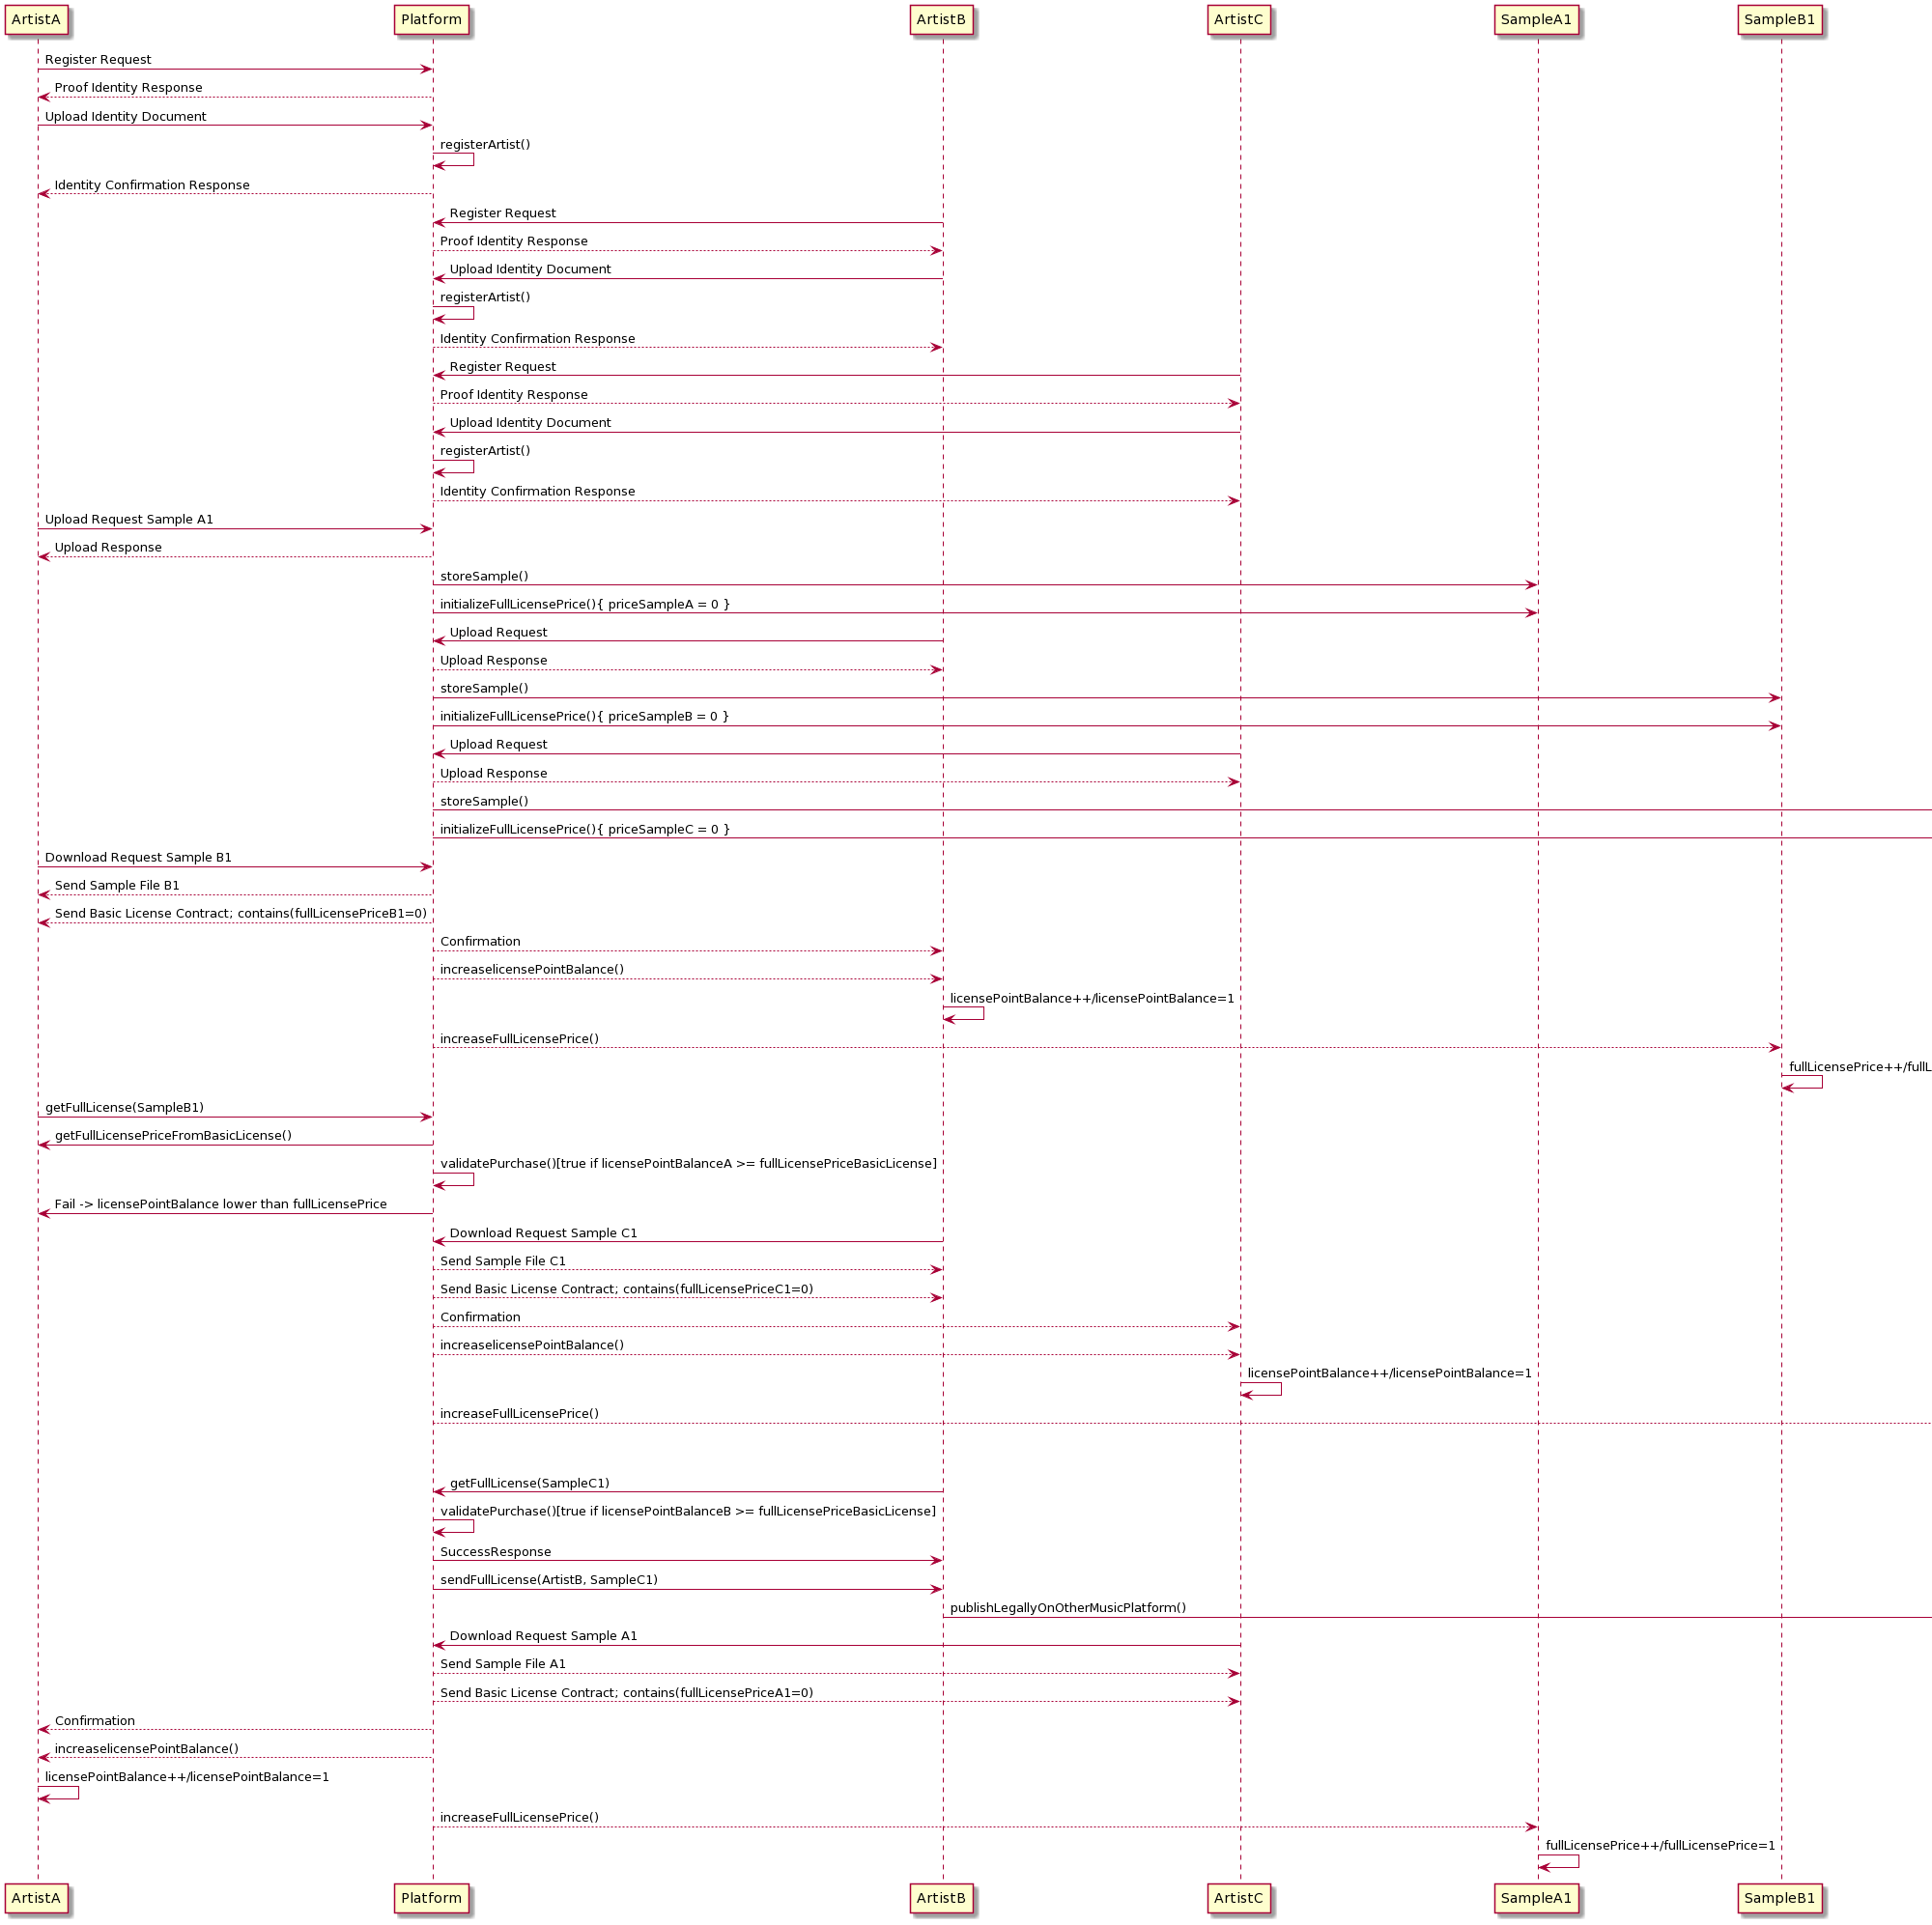 ArtistA Platform ArtistB ArtistC SampleA1 SampleB1
Register Request
Proof Identity Response
Upload Identity Document
registerArtist()
Identity Confirmation Response
Register Request
Proof Identity Response
Upload Identity Document
registerArtist()
Identity Confirmation Response
Register Request
Proof Identity Response
Upload Identity Document
registerArtist()
Identity Confirmation Response
Upload Request Sample A1
Upload Response
storeSample()
initializeFullLicensePrice(){ priceSampleA = 0 }
Upload Request
Upload Response
storeSample()
initializeFullLicensePrice(){ priceSampleB = 0 }
Upload Request
Upload Response
storeSample()
initializeFullLicensePrice(){ priceSampleC = 0 }
Download Request Sample B1
Send Sample File B1
Send Basic License Contract; contains(fullLicensePriceB1=0)
Confirmation
increaselicensePointBalance()
licensePointBalance++/licensePointBalance=1
increaseFullLicensePrice()
fullLicensePrice++/fullL
getFullLicense(SampleB1)
getFullLicensePriceFromBasicLicense()
validatePurchase()[true if licensePointBalanceA >= fullLicensePriceBasicLicense]
Fail -> licensePointBalance lower than fullLicensePrice
Download Request Sample C1
Send Sample File C1
Send Basic License Contract; contains(fullLicensePriceC1=0)
Confirmation
increaselicensePointBalance()
licensePointBalance++/licensePointBalance=1
increaseFullLicensePrice()
getFullLicense(SampleC1)
validatePurchase()[true if licensePointBalanceB >= fullLicensePriceBasicLicense]
SuccessResponse
sendFullLicense(ArtistB, SampleC1)
publishLegallyOnOtherMusicPlatform()
Download Request Sample A1
Send Sample File A1
Send Basic License Contract; contains(fullLicensePriceA1=0)
Confirmation
increaselicensePointBalance()
licensePointBalance++/licensePointBalance=1
increaseFullLicensePrice()
fullLicensePrice++/fullLicensePrice=1
ArtistA Platform ArtistB ArtistC SampleA1 SampleB1